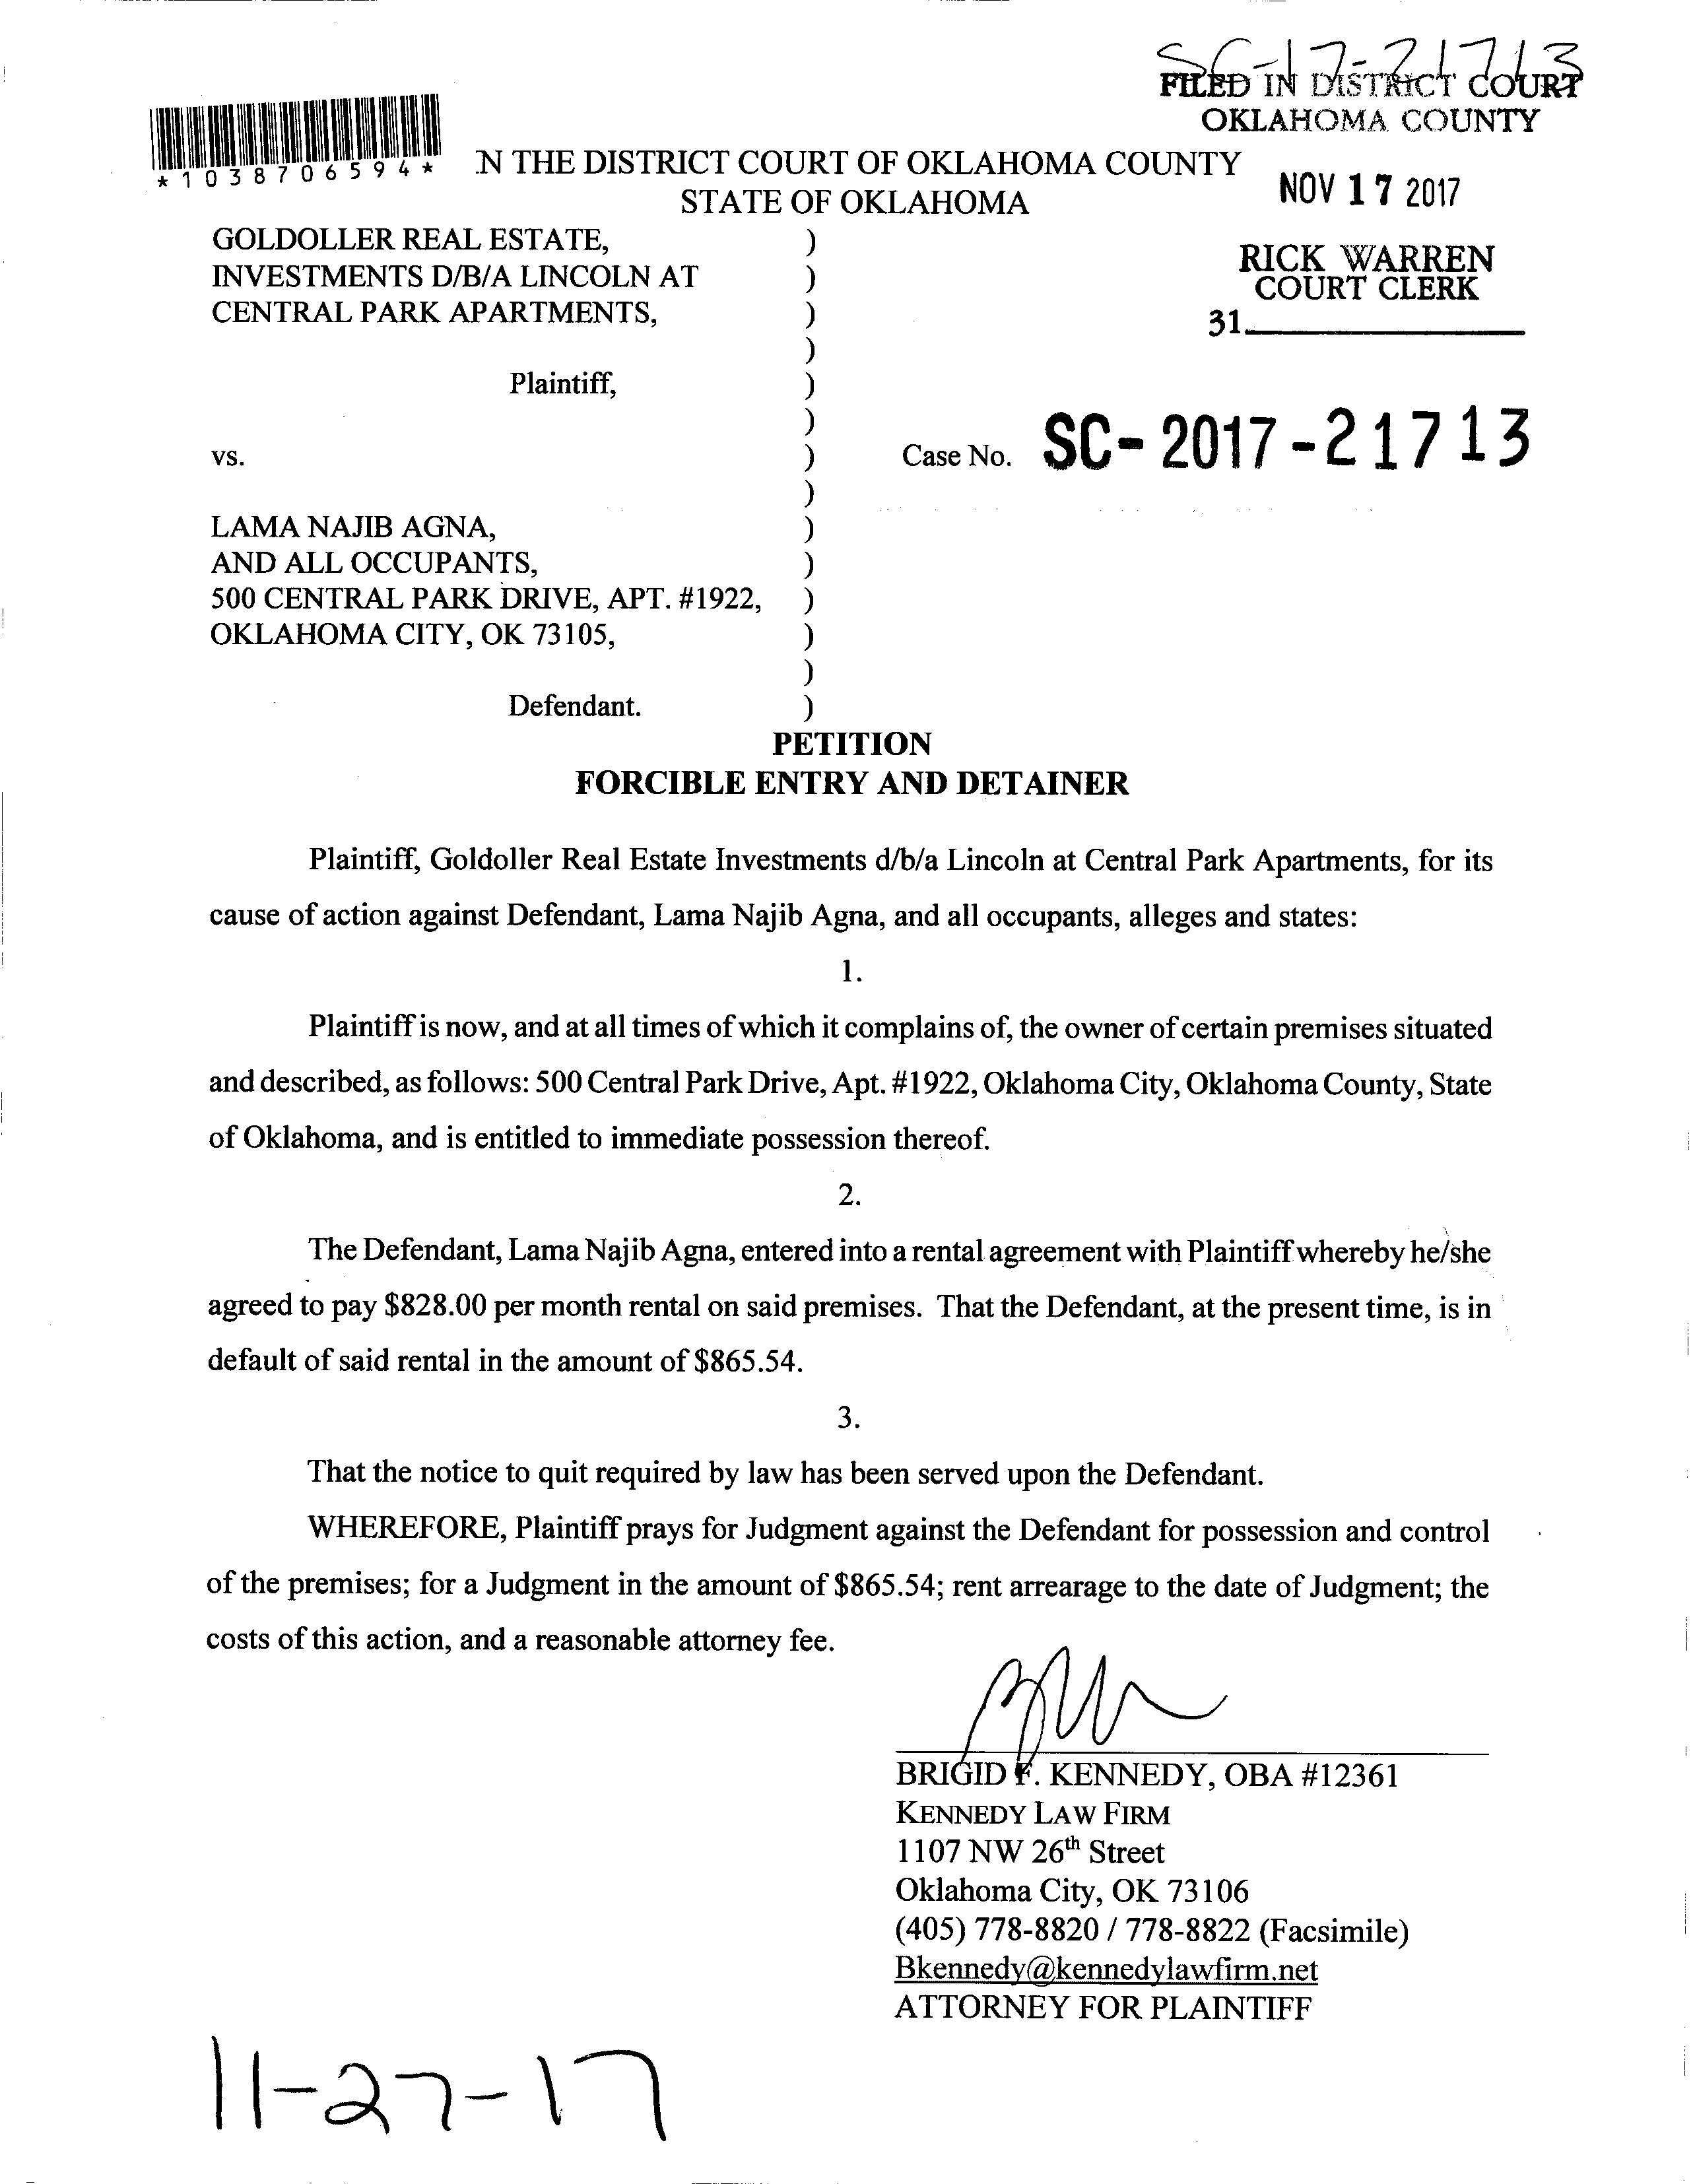 SC-17-21713
FILED IN DISTRICT COURT
OKLAHOMA COUNTY
*1038706594*
N THE DISTRICT COURT OF OKLAHOMA COUNTY
STATE OF OKLAHOMA
NOV 17 2017
RICK WARREN
COURT CLERK
31
GOLDOLLER REAL ESTATE, )
INVESTMENTS D/B/A LINCOLN AT )
CENTRAL PARK APARTMENTS, )
)
Plaintiff, )
)
vs. ) Case No. SC-2017-21713
)
LAMA NAJIB AGNA, )
AND ALL OCCUPANTS, )
500 CENTRAL PARK DRIVE, APT. #1922, )
OKLAHOMA CITY, OK 73105, )
)
Defendant. )
PETITION
FORCIBLE ENTRY AND DETAINER
Plaintiff, Goldoller Real Estate Investments d/b/a Lincoln at Central Park Apartments, for its
cause of action against Defendant, Lama Najib Agna, and all occupants, alleges and states:
1.
Plaintiff is now, and at all times of which it complains of, the owner of certain premises situated
and described, as follows: 500 Central Park Drive, Apt. #1922, Oklahoma City, Oklahoma County, State
of Oklahoma, and is entitled to immediate possession thereof.
2.
The Defendant, Lama Najib Agna, entered into a rental agreement with Plaintiff whereby he/she
agreed to pay $828.00 per month rental on said premises. That the Defendant, at the present time, is in
default of said rental in the amount of $865.54.
3.
That the notice to quit required by law has been served upon the Defendant.
WHEREFORE, Plaintiff prays for Judgment against the Defendant for possession and control
of the premises; for a Judgment in the amount of $865.54; rent arrearage to the date of Judgment; the
costs of this action, and a reasonable attorney fee.
BRIGID F. KENNEDY, OBA #12361
KENNEDY LAW FIRM
1107 NW 26th Street
Oklahoma City, OK 73106
(405) 778-8820 / 778-8822 (Facsimile)
Bkennedy@kennedylawfirm.net
ATTORNEY FOR PLAINTIFF
11-27-17